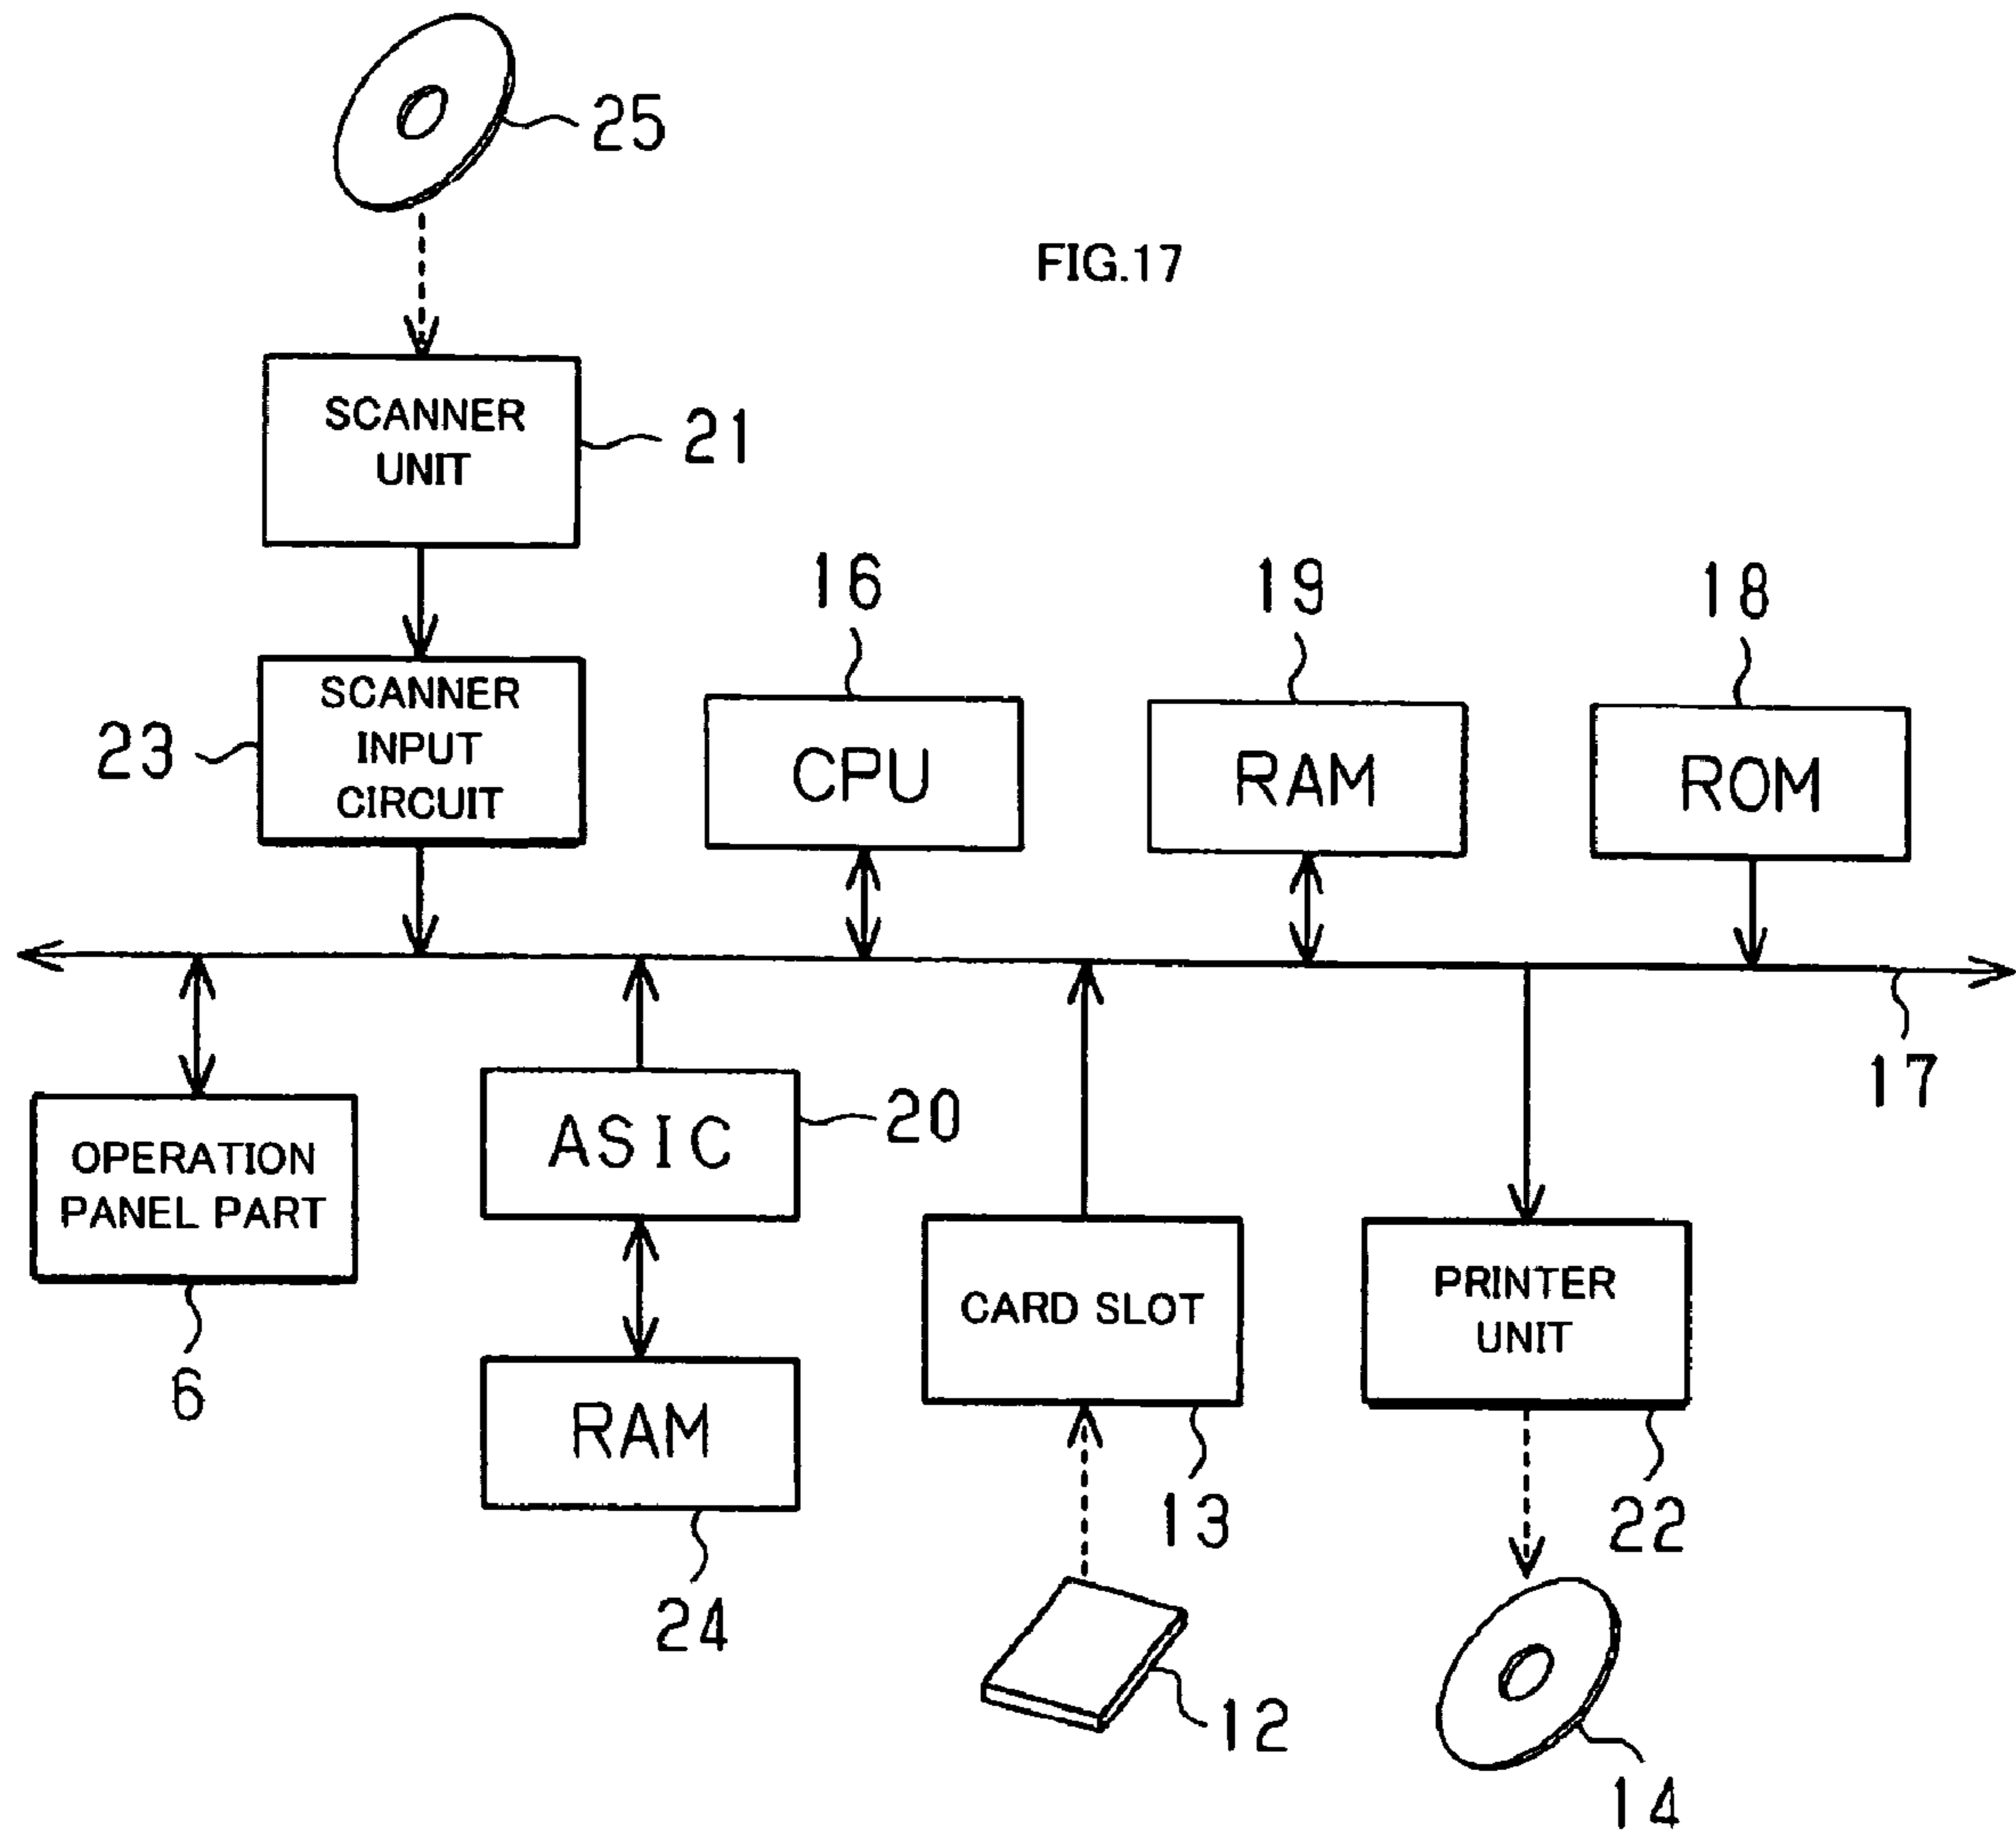 25
FIG.17
SCANNER
UNIT
21
16
19
18
SCANNER
INPUT
CIRCUIT
23
CPU
RAM
ROM
17
OPERATION
PANEL PART
6
ASIC
20
RAM
24
CARD SLOT
13
PRINTER
UNIT
22
12
14